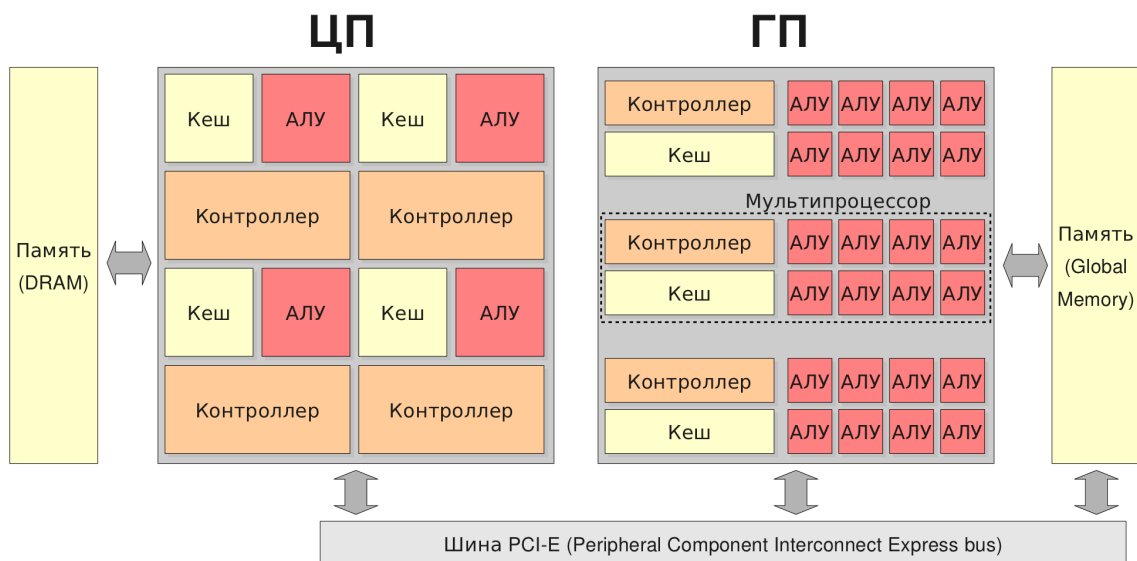 ЦП
ГП
Память
(DRAM)
Кеш АЛУ Кеш АЛУ
Контроллер Контроллер
Кеш АЛУ Кеш АЛУ
Контроллер Контроллер
Контроллер АЛУ АЛУ АЛУ АЛУ
Кеш АЛУ АЛУ АЛУ АЛУ
Мультипроцессор
Контроллер АЛУ АЛУ АЛУ АЛУ
Кеш АЛУ АЛУ АЛУ АЛУ
Контроллер АЛУ АЛУ АЛУ АЛУ
Кеш АЛУ АЛУ АЛУ АЛУ
Память
(Global
Memory)
Шина PCI-E (Peripheral Component Interconnect Express bus)